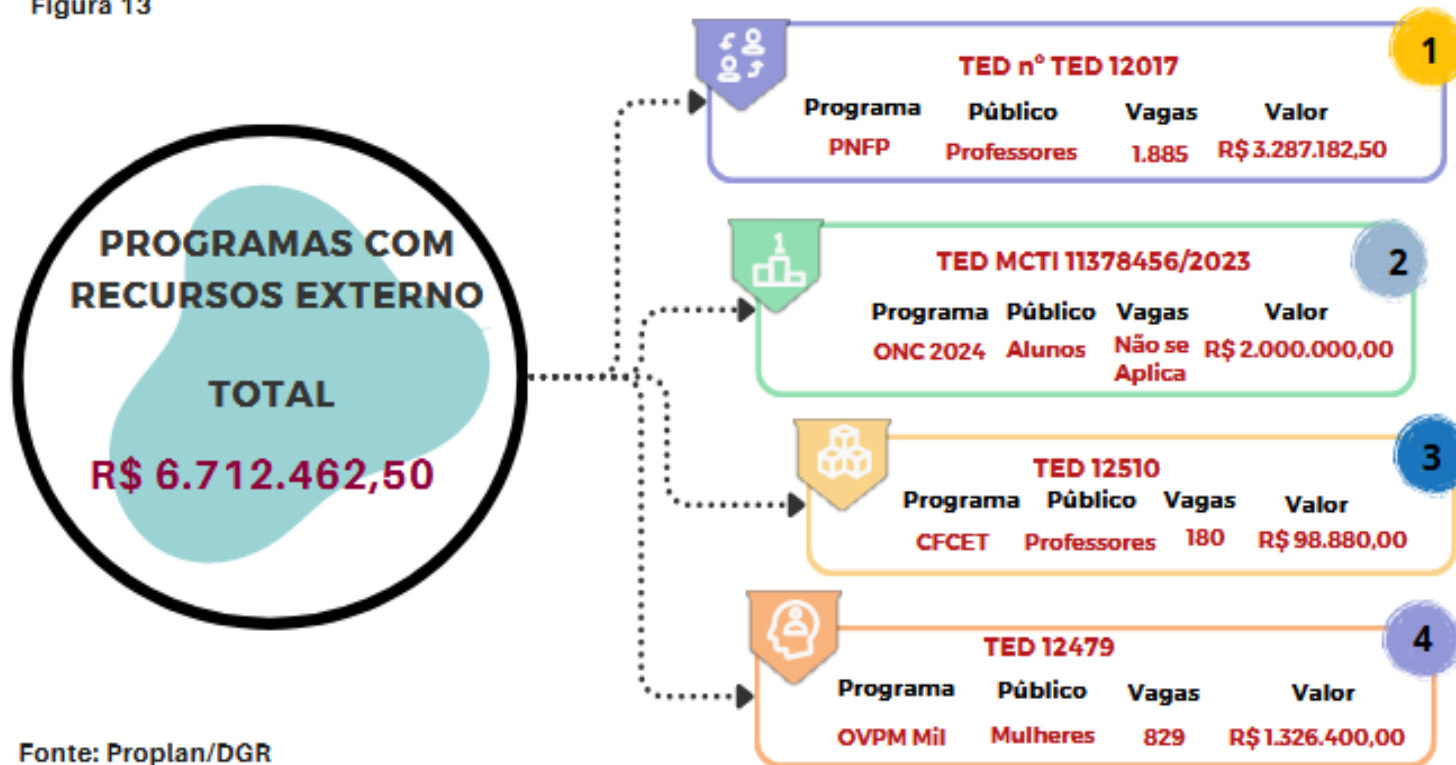 Figura 13
PROGRAMAS COM
RECURSOS EXTERNO
TOTAL
R$ 6.712.462,50
1
TED n° TED 12017
Programa Público Vagas Valor
PNFP Professores 1.885 R$ 3.287.182,50
1
2
TED MCTI 11378456/2023
Programa Público Vagas Valor
ONC 2024 Alunos Não se Aplica R$ 2.000.000,00
3
TED 12510
Programa Público Vagas Valor
CFCET Professores 180 R$ 98.880,00
4
TED 12479
Programa Público Vagas Valor
OVPM Mil Mulheres 829 R$ 1.326.400,00
Fonte: Proplan/DGR